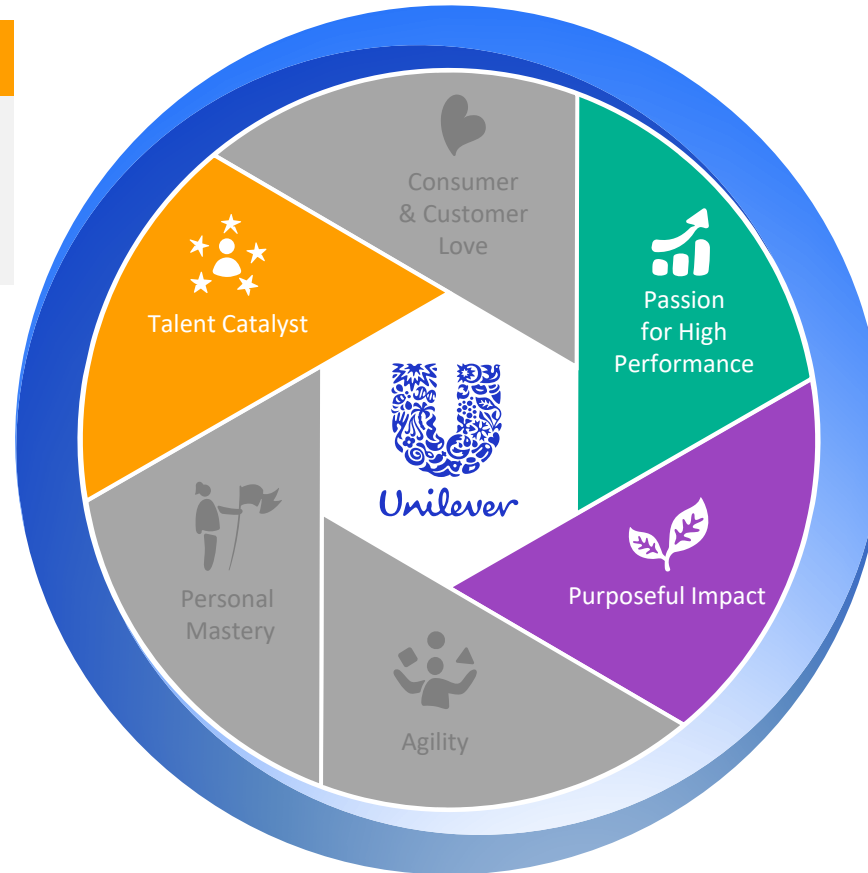 Consumer
& Customer
Love
Passion
for High
Performance
Talent Catalyst
Unilever
Purposeful Impact
Personal
Mastery
Agility